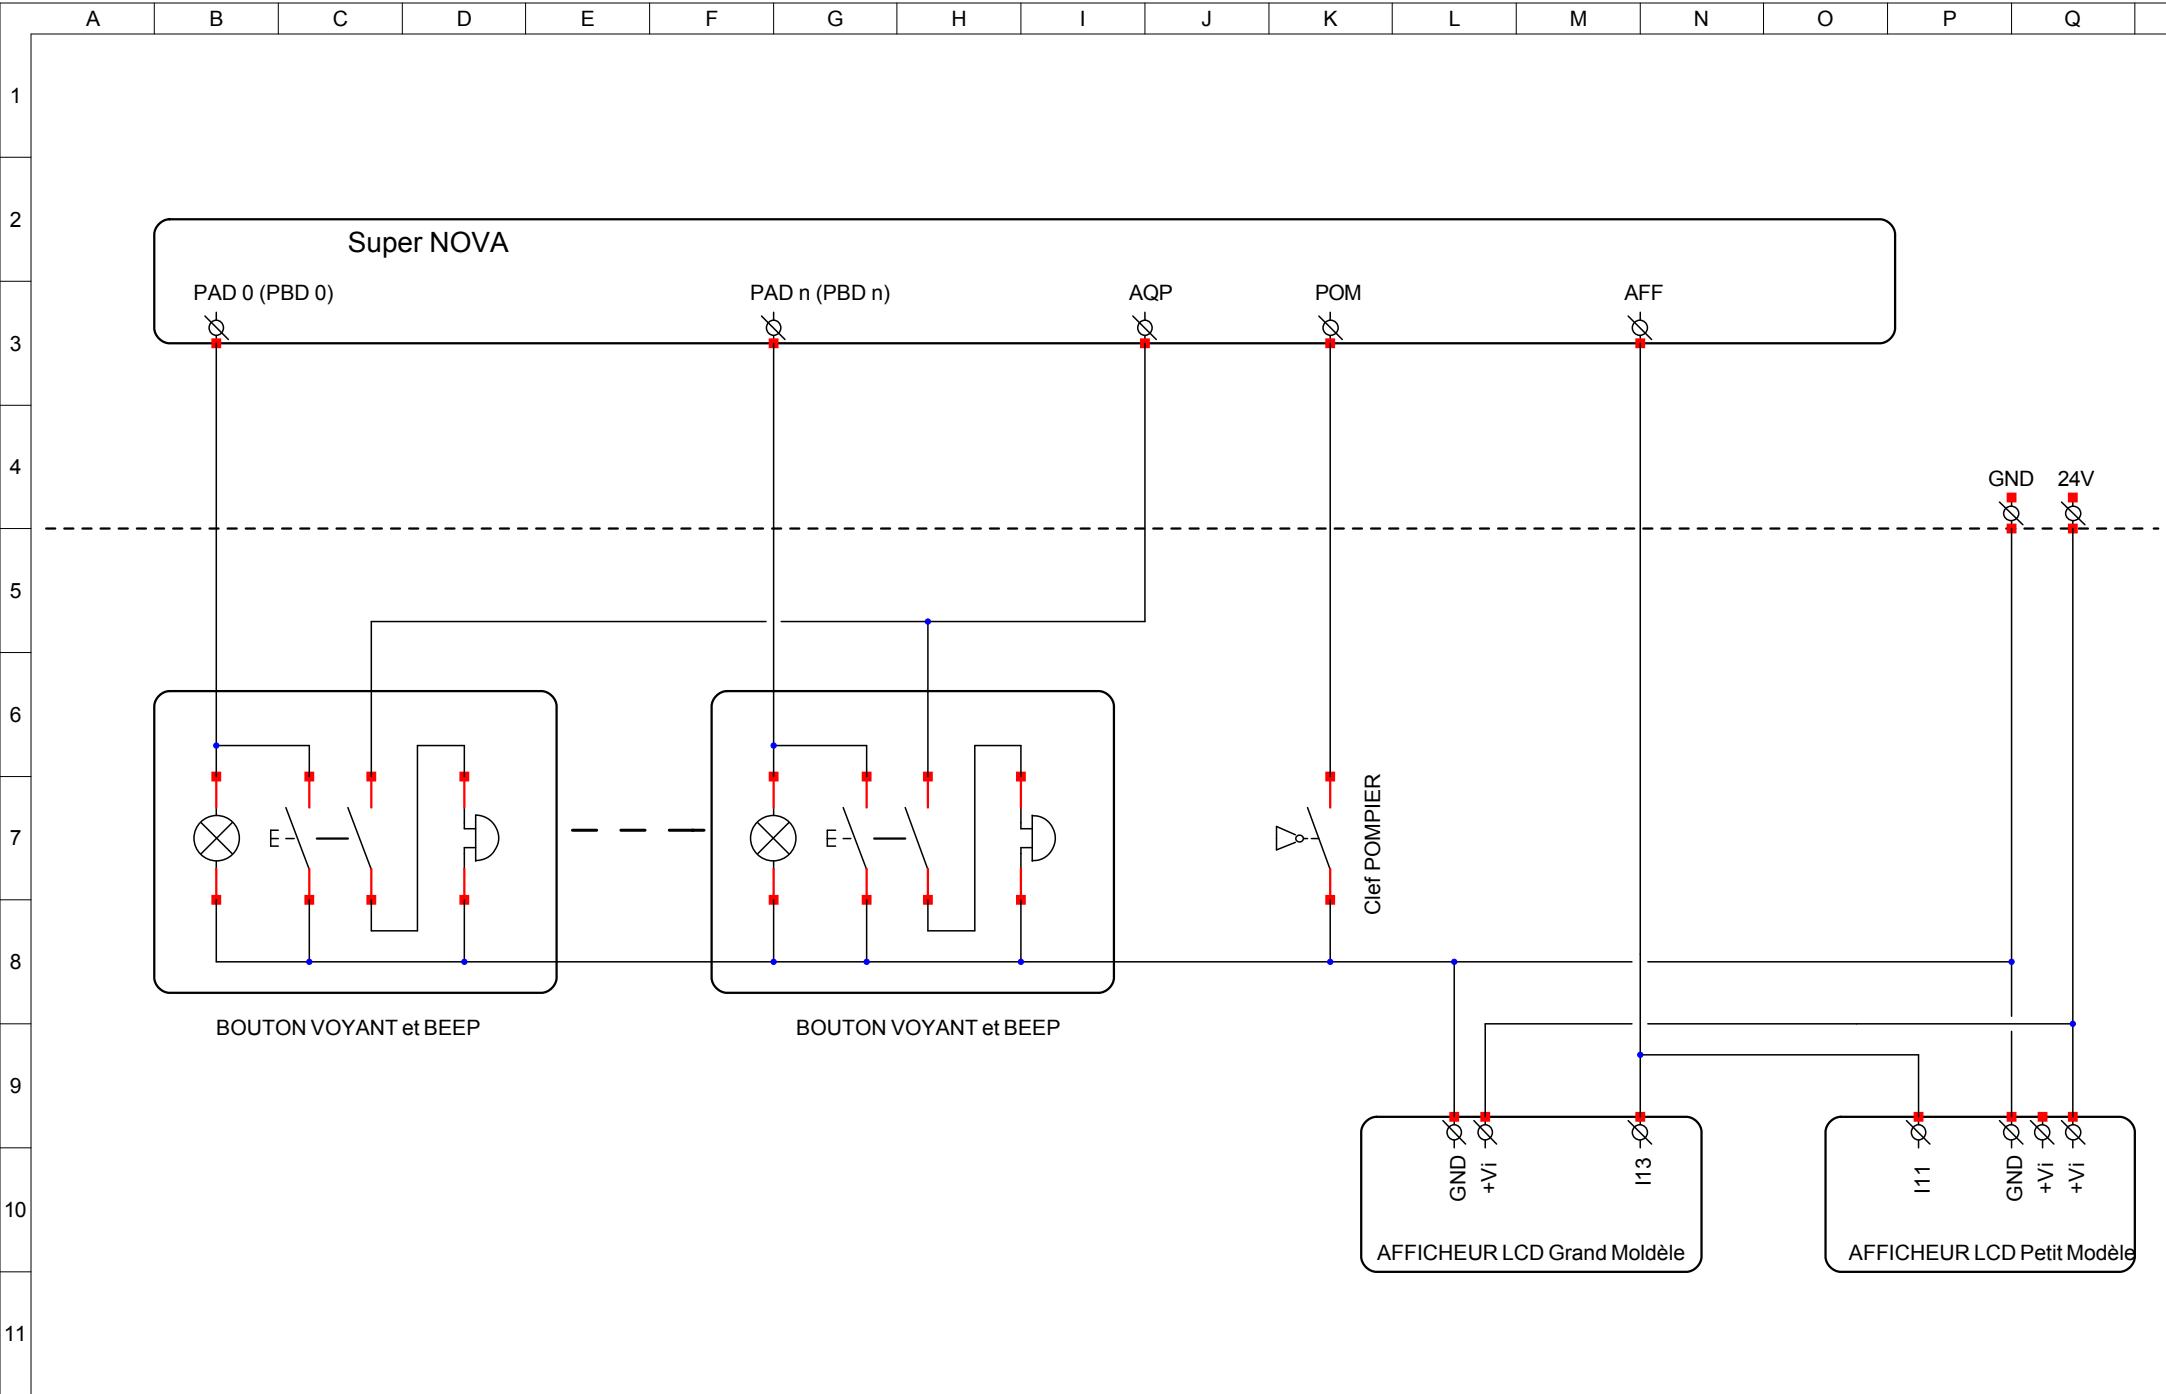 A B C D E F G H I J K L M N O P Q
1
2
Super NOVA
PAD 0 (PBD 0) PAD n (PBD n) AQP POM AFF
3
4
GND 24V
5
6
7
E E
Clef POMPIER
8
BOUTON VOYANT et BEEP BOUTON VOYANT et BEEP
9
GND +Vi I13 I11 GND +Vi +Vi
10
AFFICHEUR LCD Grand Moldèle AFFICHEUR LCD Petit Modèle
11